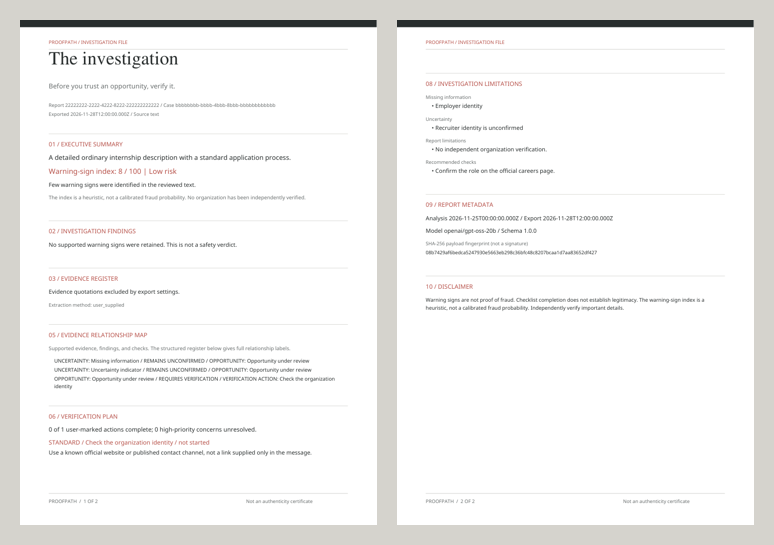 PROOFPATH / INVESTIGATION FILE
The investigation
Before you trust an opportunity, verify it.
Report 22222222-2222-4222-8222-222222222222 / Case bbbbbbbb-bbbb-4bbb-8bbb-bbbbbbbbbbbb
Exported 2026-11-28T12:00:00.000Z / Source text
01 / EXECUTIVE SUMMARY
A detailed ordinary internship description with a standard application process.
Warning-sign index: 8 / 100 | Low risk
Few warning signs were identified in the reviewed text.
The index is a heuristic, not a calibrated fraud probability. No organization has been independently verified.
02 / INVESTIGATION FINDINGS
No supported warning signs were retained. This is not a safety verdict.
03 / EVIDENCE REGISTER
Evidence quotations excluded by export settings.
Extraction method: user_supplied
05 / EVIDENCE RELATIONSHIP MAP
Supported evidence, findings, and checks. The structured register below gives full relationship labels.
UNCERTAINTY: Missing information / REMAINS UNCONFIRMED / OPPORTUNITY: Opportunity under review
UNCERTAINTY: Uncertainty indicator / REMAINS UNCONFIRMED / OPPORTUNITY: Opportunity under review
OPPORTUNITY: Opportunity under review / REQUIRES VERIFICATION / VERIFICATION ACTION: Check the organization
identity
06 / VERIFICATION PLAN
0 of 1 user-marked actions complete; 0 high-priority concerns unresolved.
STANDARD / Check the organization identity / not started
Use a known official website or published contact channel, not a link supplied only in the message.
PROOFPATH / 1 OF 2
Not an authenticity certificate
PROOFPATH / INVESTIGATION FILE
08 / INVESTIGATION LIMITATIONS
Missing information
• Employer identity
Uncertainty
• Recruiter identity is unconfirmed
Report limitations
• No independent organization verification.
Recommended checks
• Confirm the role on the official careers page.
09 / REPORT METADATA
Analysis 2026-11-25T00:00:00.000Z / Export 2026-11-28T12:00:00.000Z
Model openai/gpt-oss-20b / Schema 1.0.0
SHA-256 payload fingerprint (not a signature)
10 / DISCLAIMER
Warning signs are not proof of fraud. Checklist completion does not establish legitimacy. The warning-sign index is a
heuristic, not a calibrated fraud probability. Independently verify important details.
PROOFPATH / 2 OF 2
Not an authenticity certificate